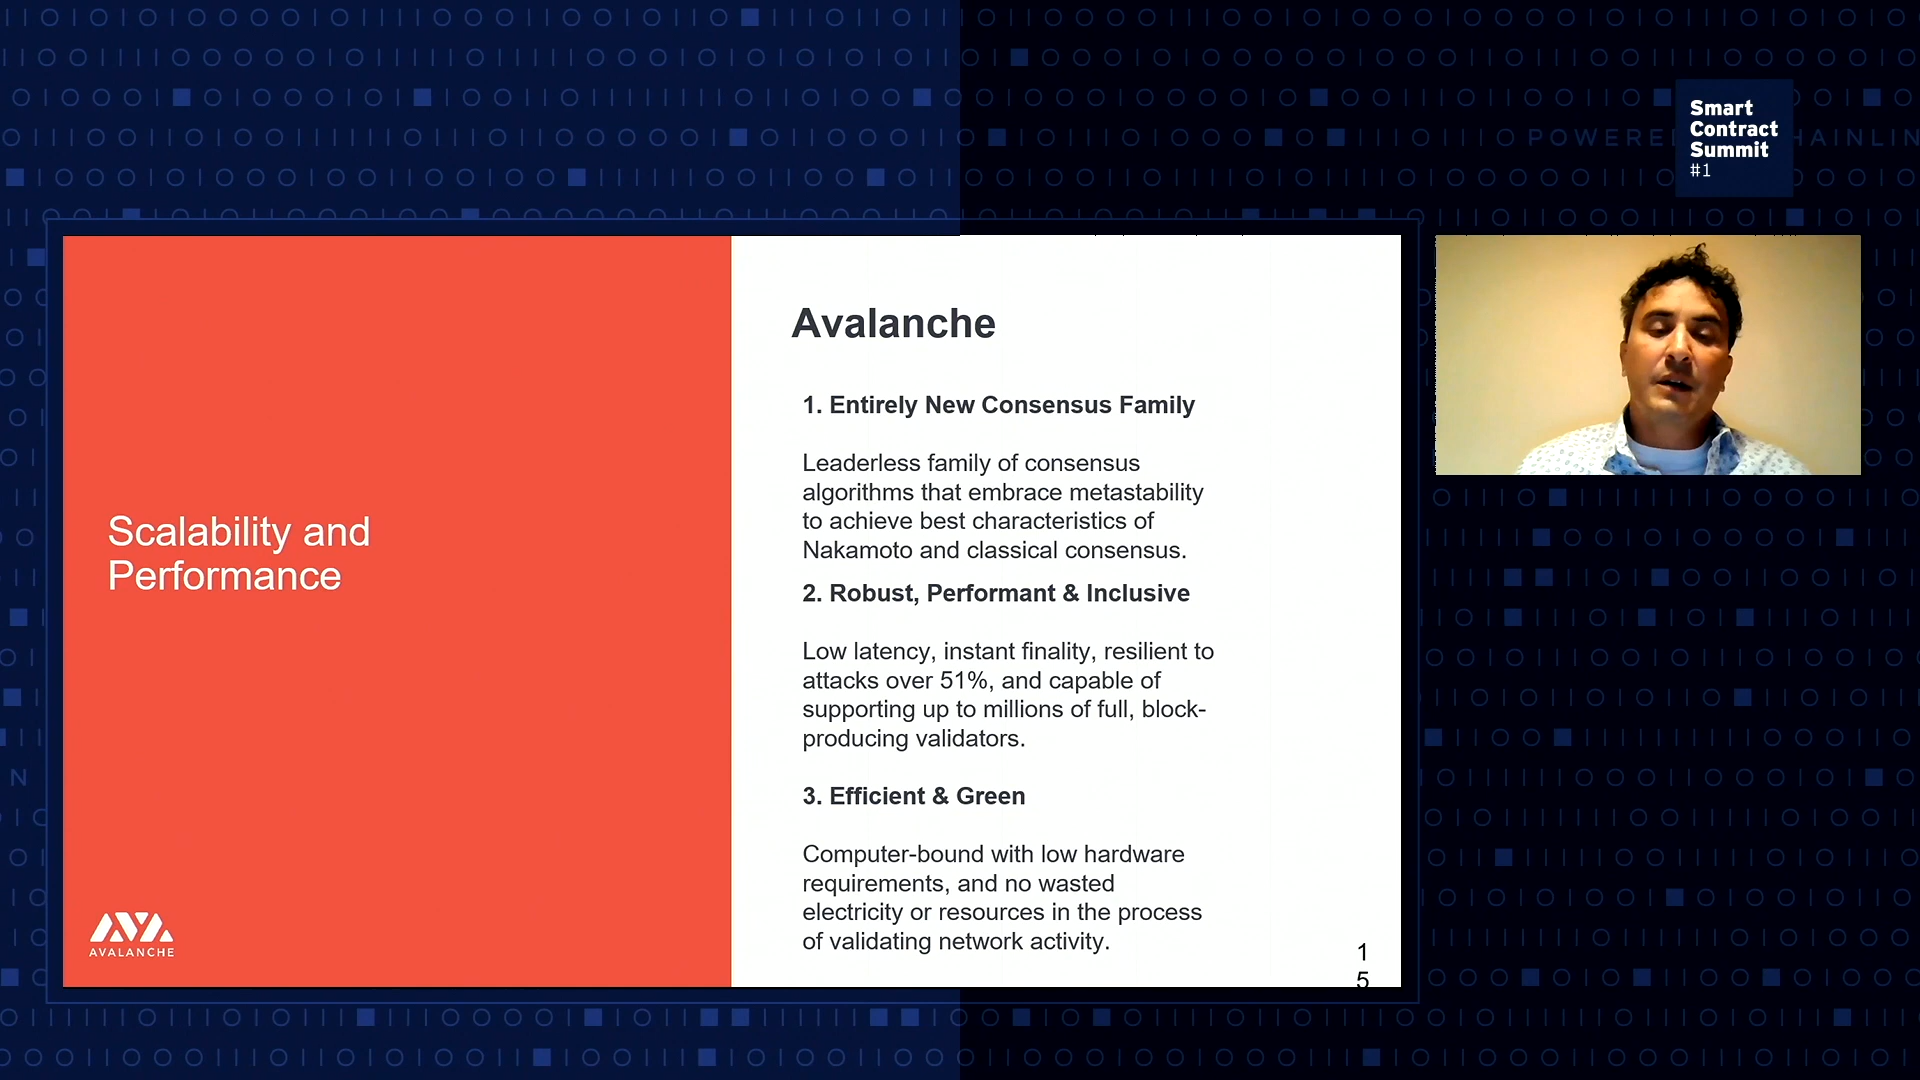 Smart
Contract
Summit
#1
POWERE
HAINLIN
N
Scalability and
Performance
AVALANCHE
Avalanche
1. Entirely New Consensus Family
Leaderless family of consensus
algorithms that embrace metastability
to achieve best characteristics of
Nakamoto and classical consensus.
2. Robust, Performant & Inclusive
Low latency, instant finality, resilient to
attacks over 51%, and capable of
supporting up to millions of full, block-
producing validators.
3. Efficient & Green
Computer-bound with low hardware
requirements, and no wasted
electricity or resources in the process
of validating network activity.
1
5